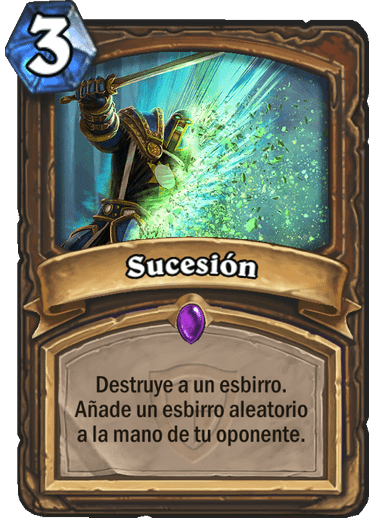 3
Sucesión
Destruye a un esbirro.
Añade un esbirro aleatorio
a la mano de tu oponente.